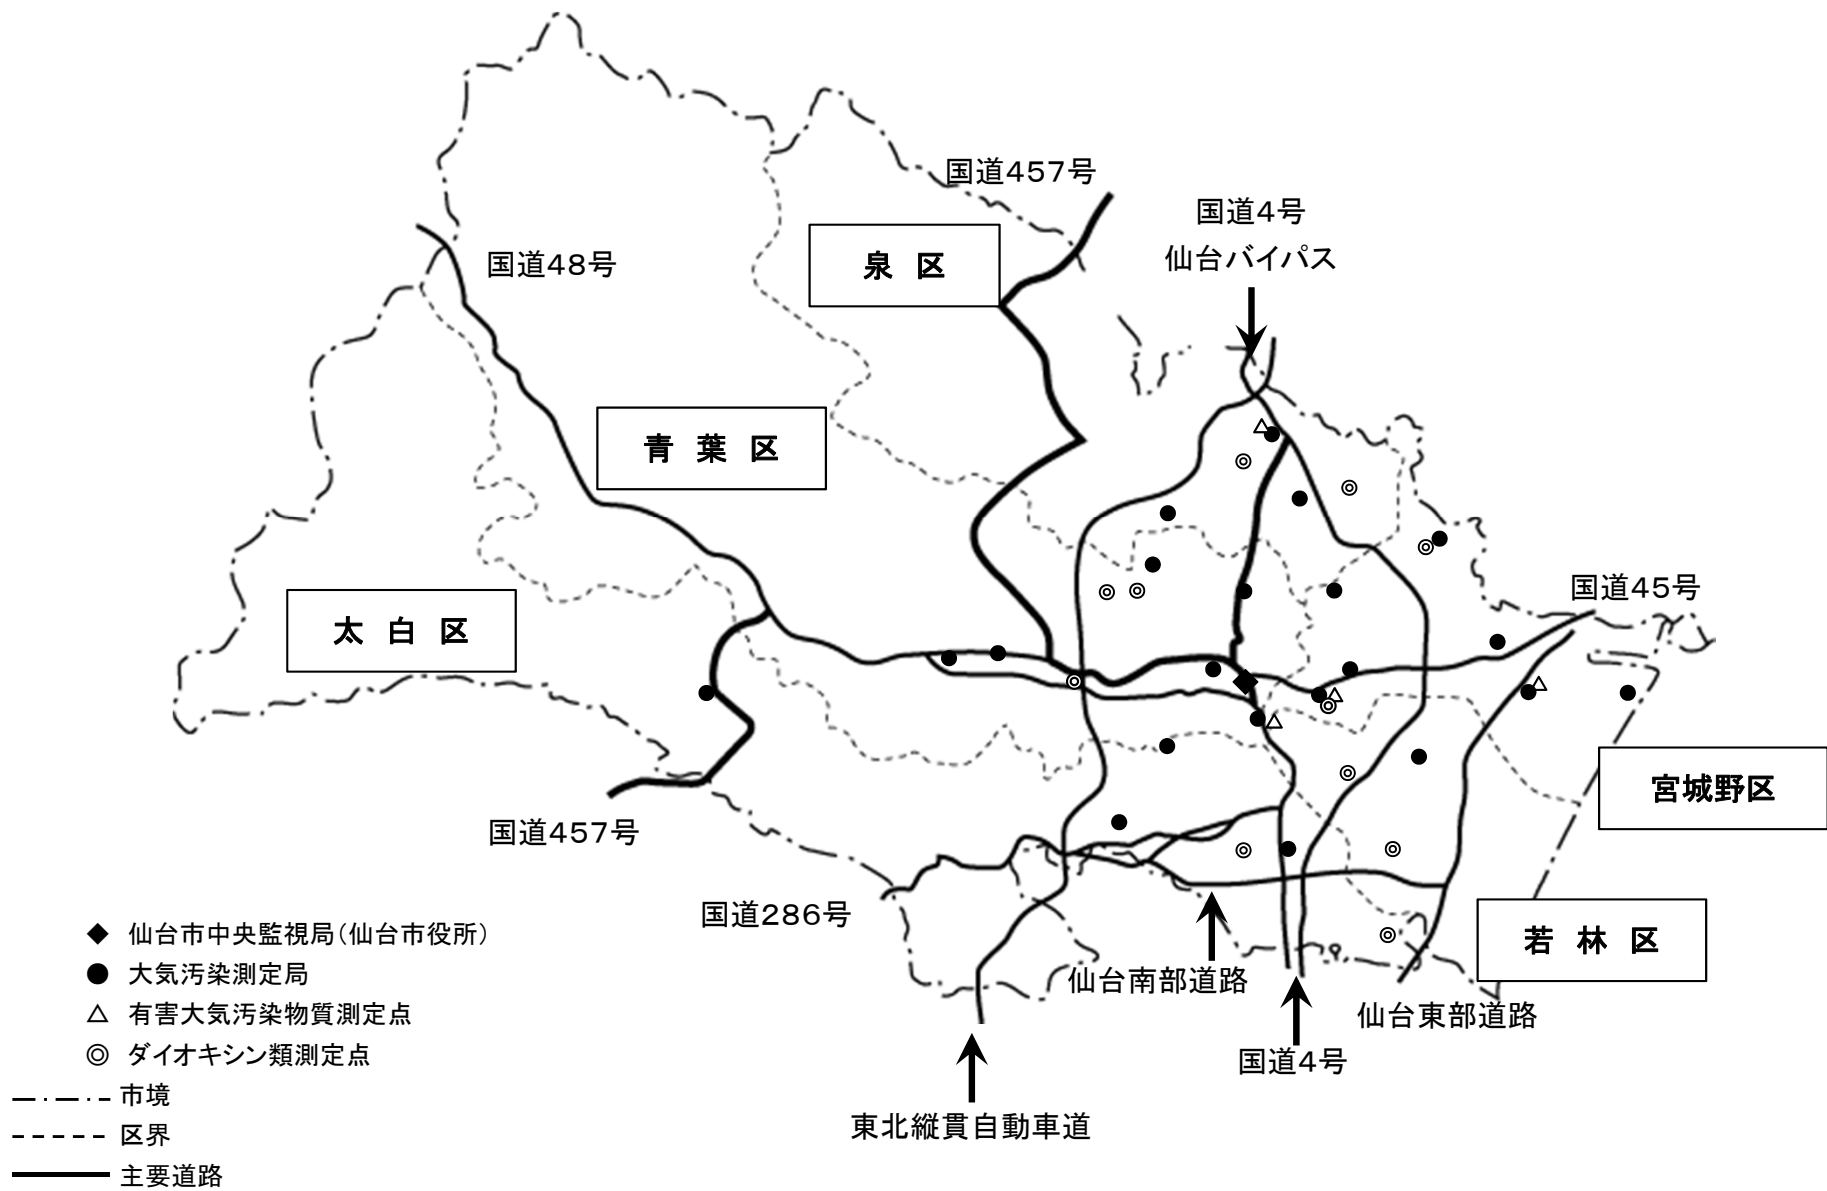 国道457号
国道4号
仙台バイパス
国道48号
泉 区
青 葉 区
太 白 区
国道45号
宮城野区
国道457号
国道286号
若 林 区
仙台南部道路
仙台東部道路
国道4号
東北縦貫自動車道
仙台市中央監視局（仙台市役所）
大気汚染測定局
有害大気汚染物質測定点
ダイオキシン類測定点
市境
区界
主要道路